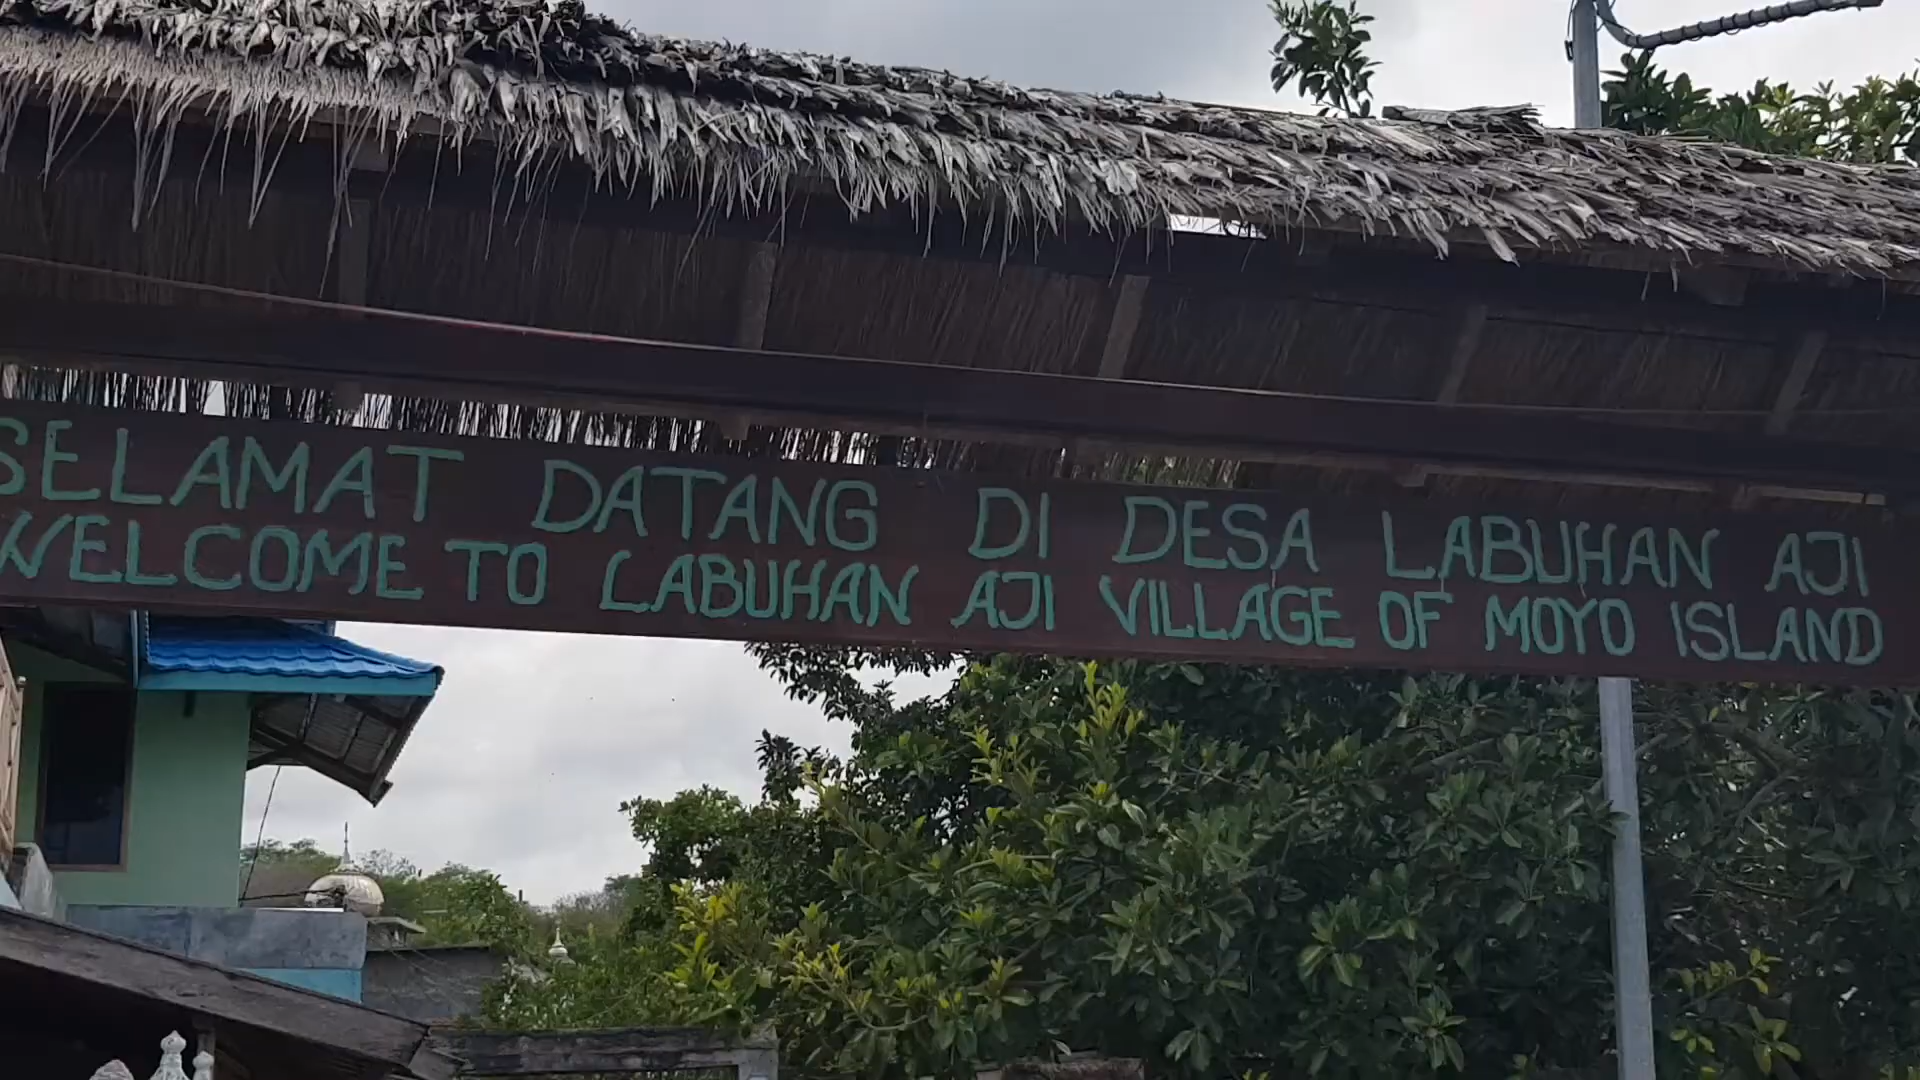 SELAMAT DATANG DI DESA LABUHAN AJI
WELCOME TO LABUHAN AJI VILLAGE OF MOYO ISLAND